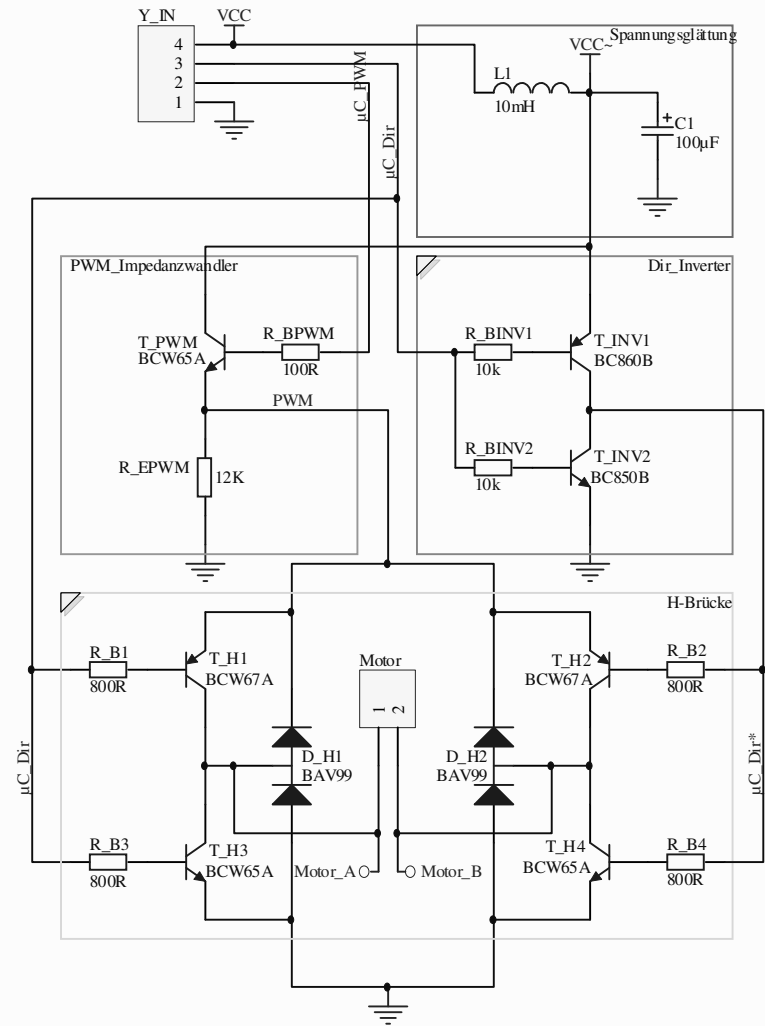 Y_IN
VCC
4
3
2
1
µC_PWM
µC_Dir
Spannungsglättung
VCC~
L1
10mH
C1
100µF
PWM_Impedanzwandler
T_PWM
BCW65A
R_BPWM
100R
PWM
R_EPWM
12K
Dir_Inverter
R_BINV1
10k
T_INV1
BC860B
R_BINV2
10k
T_INV2
BC850B
H-Brücke
R_B1
800R
T_H1
BCW67A
Motor
1
2
T_H2
BCW67A
R_B2
800R
µC_Dir
D_H1
BAV99
D_H2
BAV99
µC_Dir*
R_B3
800R
T_H3
BCW65A
Motor_A
Motor_B
T_H4
BCW65A
R_B4
800R